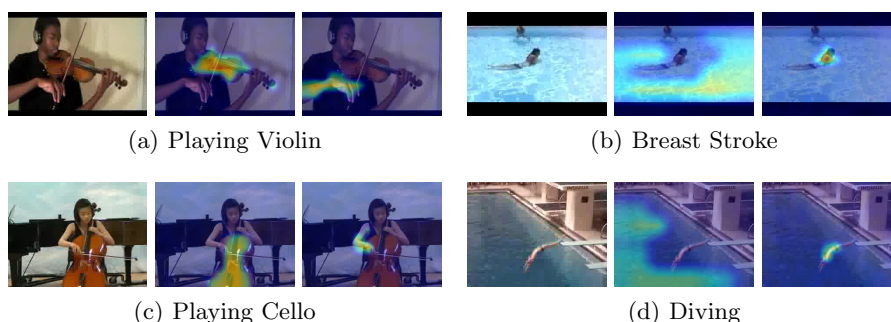 (a) Playing Violin
(b) Breast Stroke
(c) Playing Cello
(d) Diving